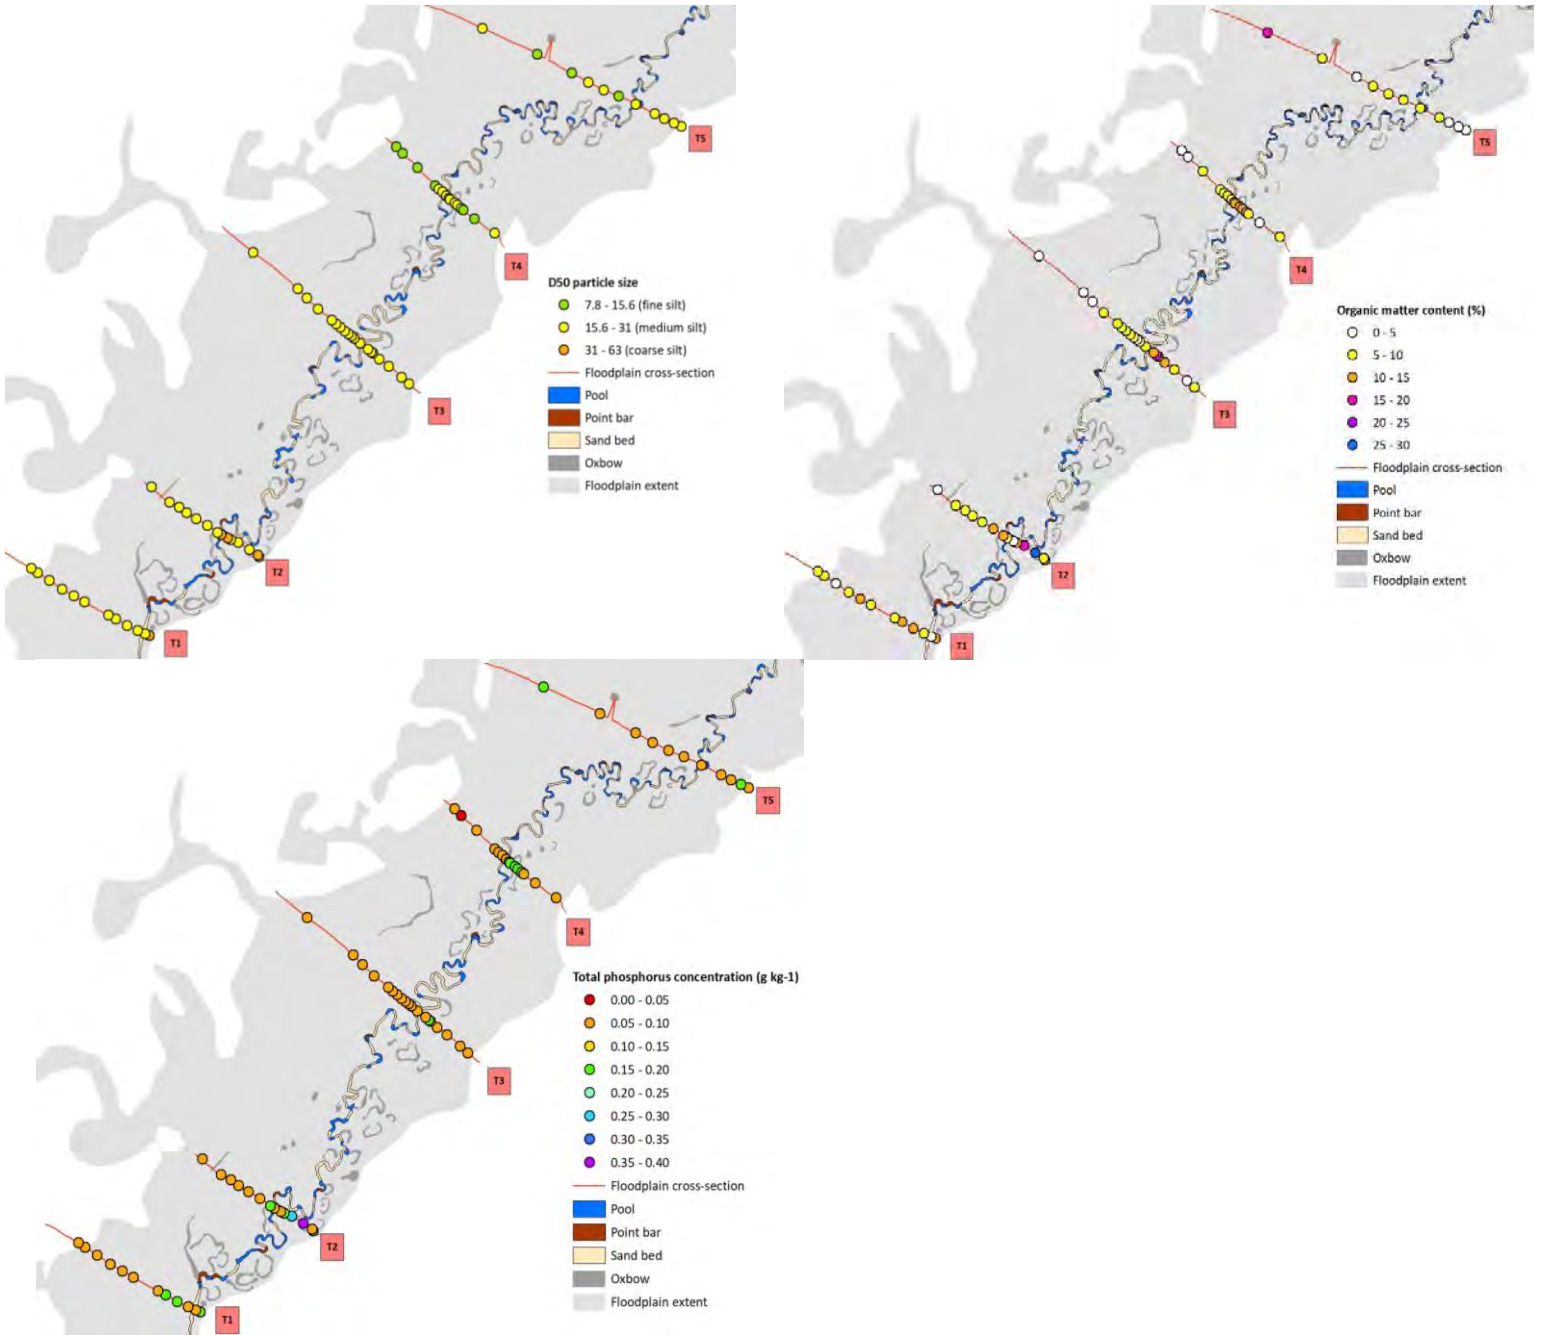 T5
T4
D50 particle size
7.8 - 15.6 (fine silt)
15.6 - 31 (medium silt)
31 - 63 (coarse silt)
Floodplain cross-section
Pool
Point bar
Sand bed
Oxbow
Floodplain extent
T3
T2
T1
T5
T4
Organic matter content (%)
0 - 5
5 - 10
10 - 15
15 - 20
20 - 25
25 - 30
Floodplain cross-section
Pool
Point bar
Sand bed
Oxbow
Floodplain extent
T3
T2
T1
T5
T4
Total phosphorus concentration (g kg-1)
0.00 - 0.05
0.05 - 0.10
0.10 - 0.15
0.15 - 0.20
0.20 - 0.25
0.25 - 0.30
0.30 - 0.35
0.35 - 0.40
Floodplain cross-section
Pool
Point bar
Sand bed
Oxbow
Floodplain extent
T3
T2
T1